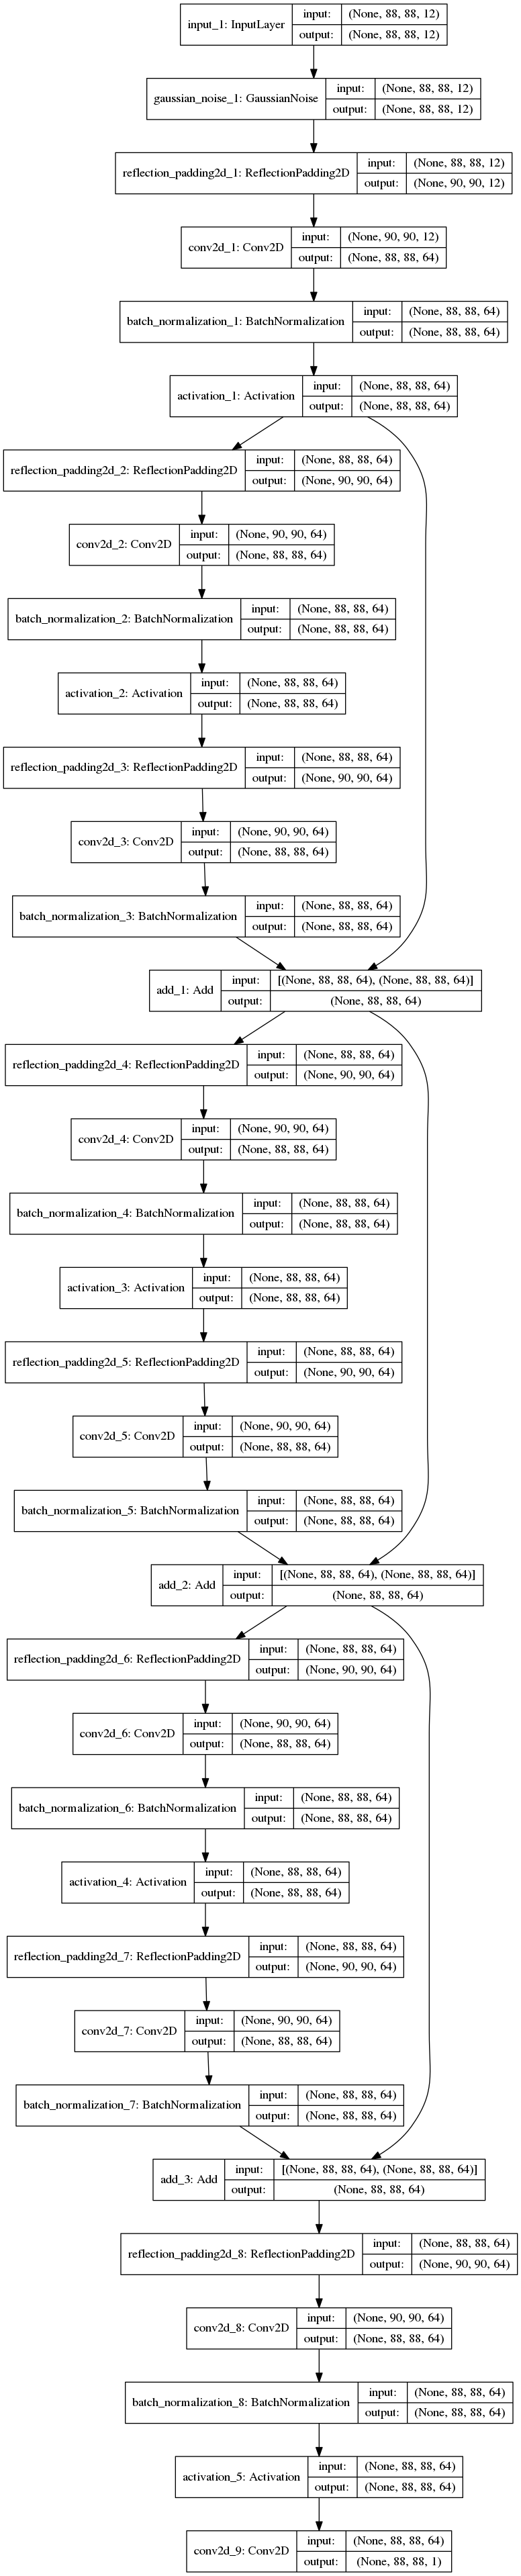 input_1: InputLayer
input: (None, 88, 88, 12)
output: (None, 88, 88, 12)
gaussian_noise_1: GaussianNoise
input: (None, 88, 88, 12)
output: (None, 88, 88, 12)
reflection_padding2d_1: ReflectionPadding2D
input: (None, 88, 88, 12)
output: (None, 90, 90, 12)
conv2d_1: Conv2D
input: (None, 90, 90, 12)
output: (None, 88, 88, 64)
batch_normalization_1: BatchNormalization
input: (None, 88, 88, 64)
output: (None, 88, 88, 64)
activation_1: Activation
input: (None, 88, 88, 64)
output: (None, 88, 88, 64)
reflection_padding2d_2: ReflectionPadding2D
input: (None, 88, 88, 64)
output: (None, 90, 90, 64)
conv2d_2: Conv2D
input: (None, 90, 90, 64)
output: (None, 88, 88, 64)
batch_normalization_2: BatchNormalization
input: (None, 88, 88, 64)
output: (None, 88, 88, 64)
activation_2: Activation
input: (None, 88, 88, 64)
output: (None, 88, 88, 64)
reflection_padding2d_3: ReflectionPadding2D
input: (None, 88, 88, 64)
output: (None, 90, 90, 64)
conv2d_3: Conv2D
input: (None, 90, 90, 64)
output: (None, 88, 88, 64)
batch_normalization_3: BatchNormalization
input: (None, 88, 88, 64)
output: (None, 88, 88, 64)
add_1: Add
input: [(None, 88, 88, 64), (None, 88, 88, 64)]
output: (None, 88, 88, 64)
reflection_padding2d_4: ReflectionPadding2D
input: (None, 88, 88, 64)
output: (None, 90, 90, 64)
conv2d_4: Conv2D
input: (None, 90, 90, 64)
output: (None, 88, 88, 64)
batch_normalization_4: BatchNormalization
input: (None, 88, 88, 64)
output: (None, 88, 88, 64)
activation_3: Activation
input: (None, 88, 88, 64)
output: (None, 88, 88, 64)
reflection_padding2d_5: ReflectionPadding2D
input: (None, 88, 88, 64)
output: (None, 90, 90, 64)
conv2d_5: Conv2D
input: (None, 90, 90, 64)
output: (None, 88, 88, 64)
batch_normalization_5: BatchNormalization
input: (None, 88, 88, 64)
output: (None, 88, 88, 64)
add_2: Add
input: [(None, 88, 88, 64), (None, 88, 88, 64)]
output: (None, 88, 88, 64)
reflection_padding2d_6: ReflectionPadding2D
input: (None, 88, 88, 64)
output: (None, 90, 90, 64)
conv2d_6: Conv2D
input: (None, 90, 90, 64)
output: (None, 88, 88, 64)
batch_normalization_6: BatchNormalization
input: (None, 88, 88, 64)
output: (None, 88, 88, 64)
activation_4: Activation
input: (None, 88, 88, 64)
output: (None, 88, 88, 64)
reflection_padding2d_7: ReflectionPadding2D
input: (None, 88, 88, 64)
output: (None, 90, 90, 64)
conv2d_7: Conv2D
input: (None, 90, 90, 64)
output: (None, 88, 88, 64)
batch_normalization_7: BatchNormalization
input: (None, 88, 88, 64)
output: (None, 88, 88, 64)
add_3: Add
input: [(None, 88, 88, 64), (None, 88, 88, 64)]
output: (None, 88, 88, 64)
reflection_padding2d_8: ReflectionPadding2D
input: (None, 88, 88, 64)
output: (None, 90, 90, 64)
conv2d_8: Conv2D
input: (None, 90, 90, 64)
output: (None, 88, 88, 64)
batch_normalization_8: BatchNormalization
input: (None, 88, 88, 64)
output: (None, 88, 88, 64)
activation_5: Activation
input: (None, 88, 88, 64)
output: (None, 88, 88, 64)
conv2d_9: Conv2D
input: (None, 88, 88, 64)
output: (None, 88, 88, 1)